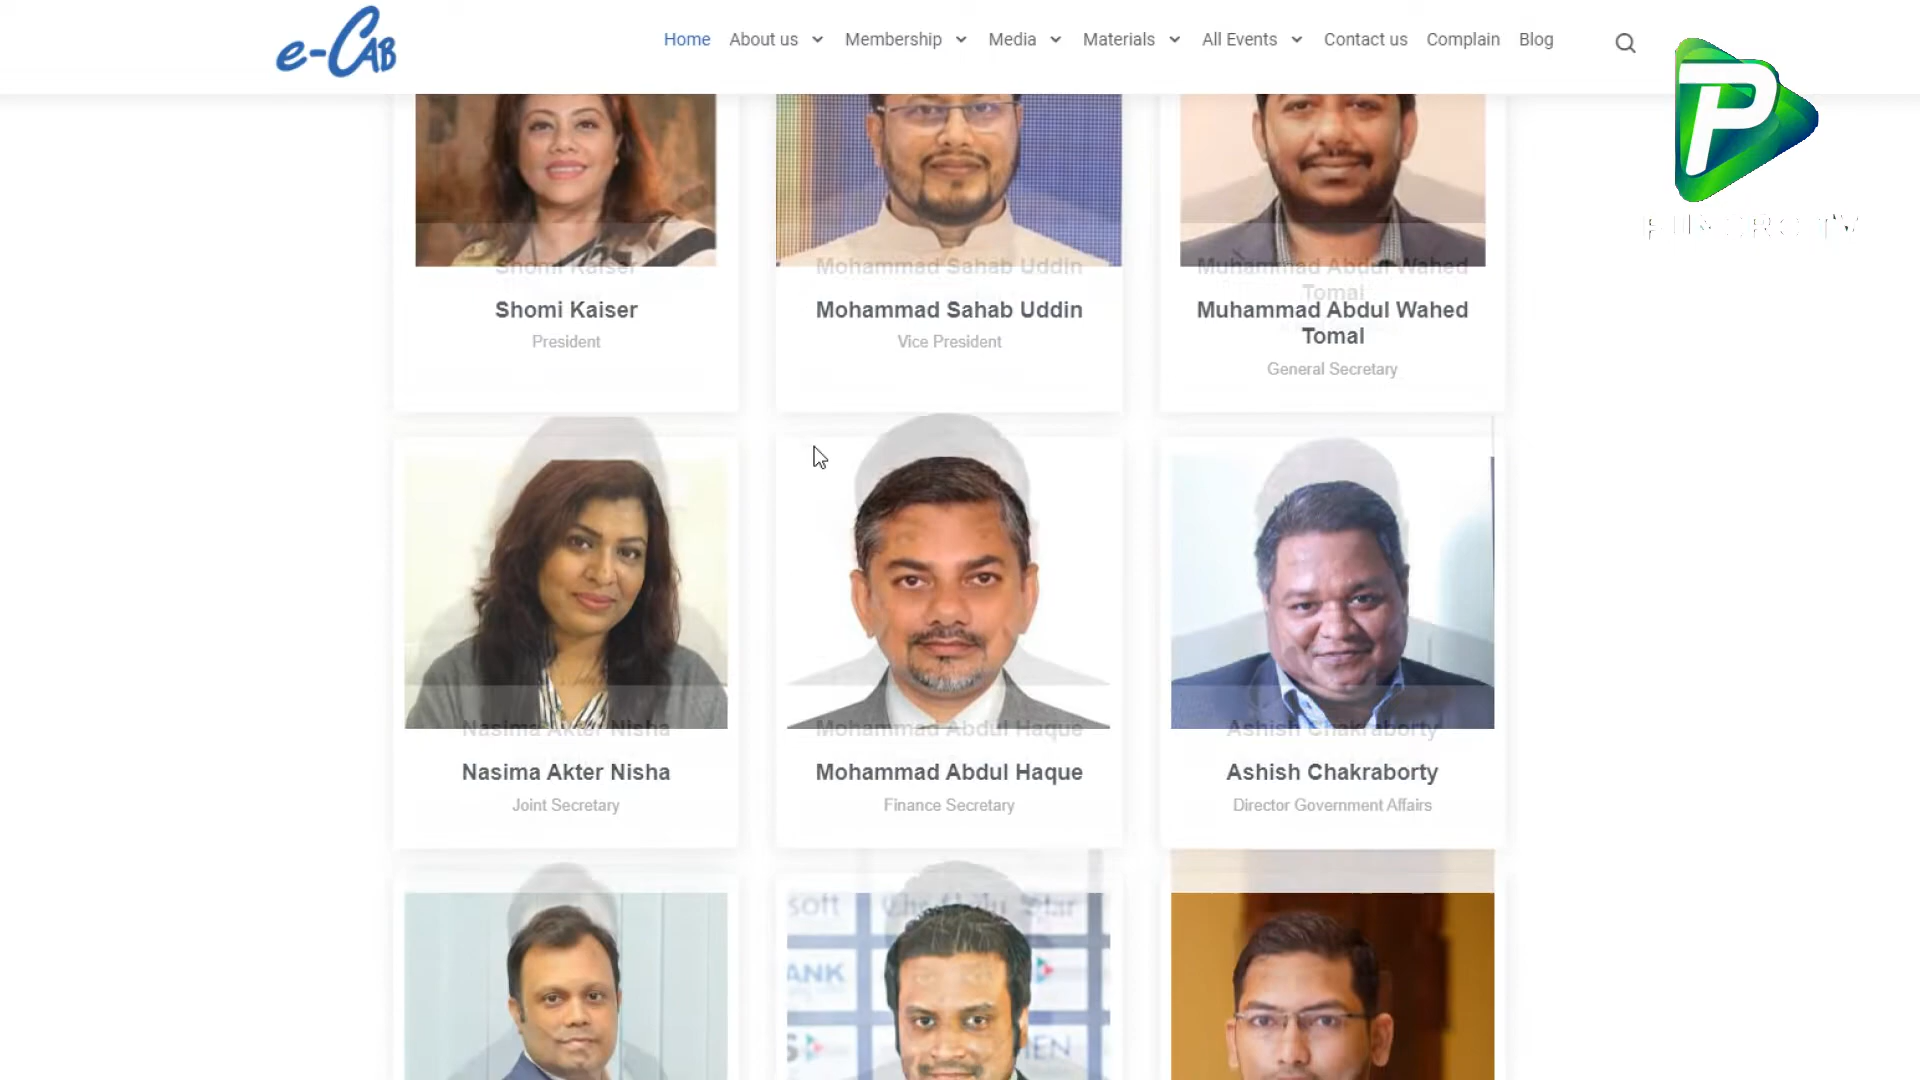 e-CAB
Home About us Membership Media Materials All Events Contact us Complain Blog
Shomi Kaiser
President
Mohammad Sahab Uddin
Vice President
Muhammad Abdul Wahed
Tomal
General Secretary
Nasima Akter Nisha
Joint Secretary
Mohammad Abdul Haque
Finance Secretary
Ashish Chakraborty
Director Government Affairs
soft
ANK